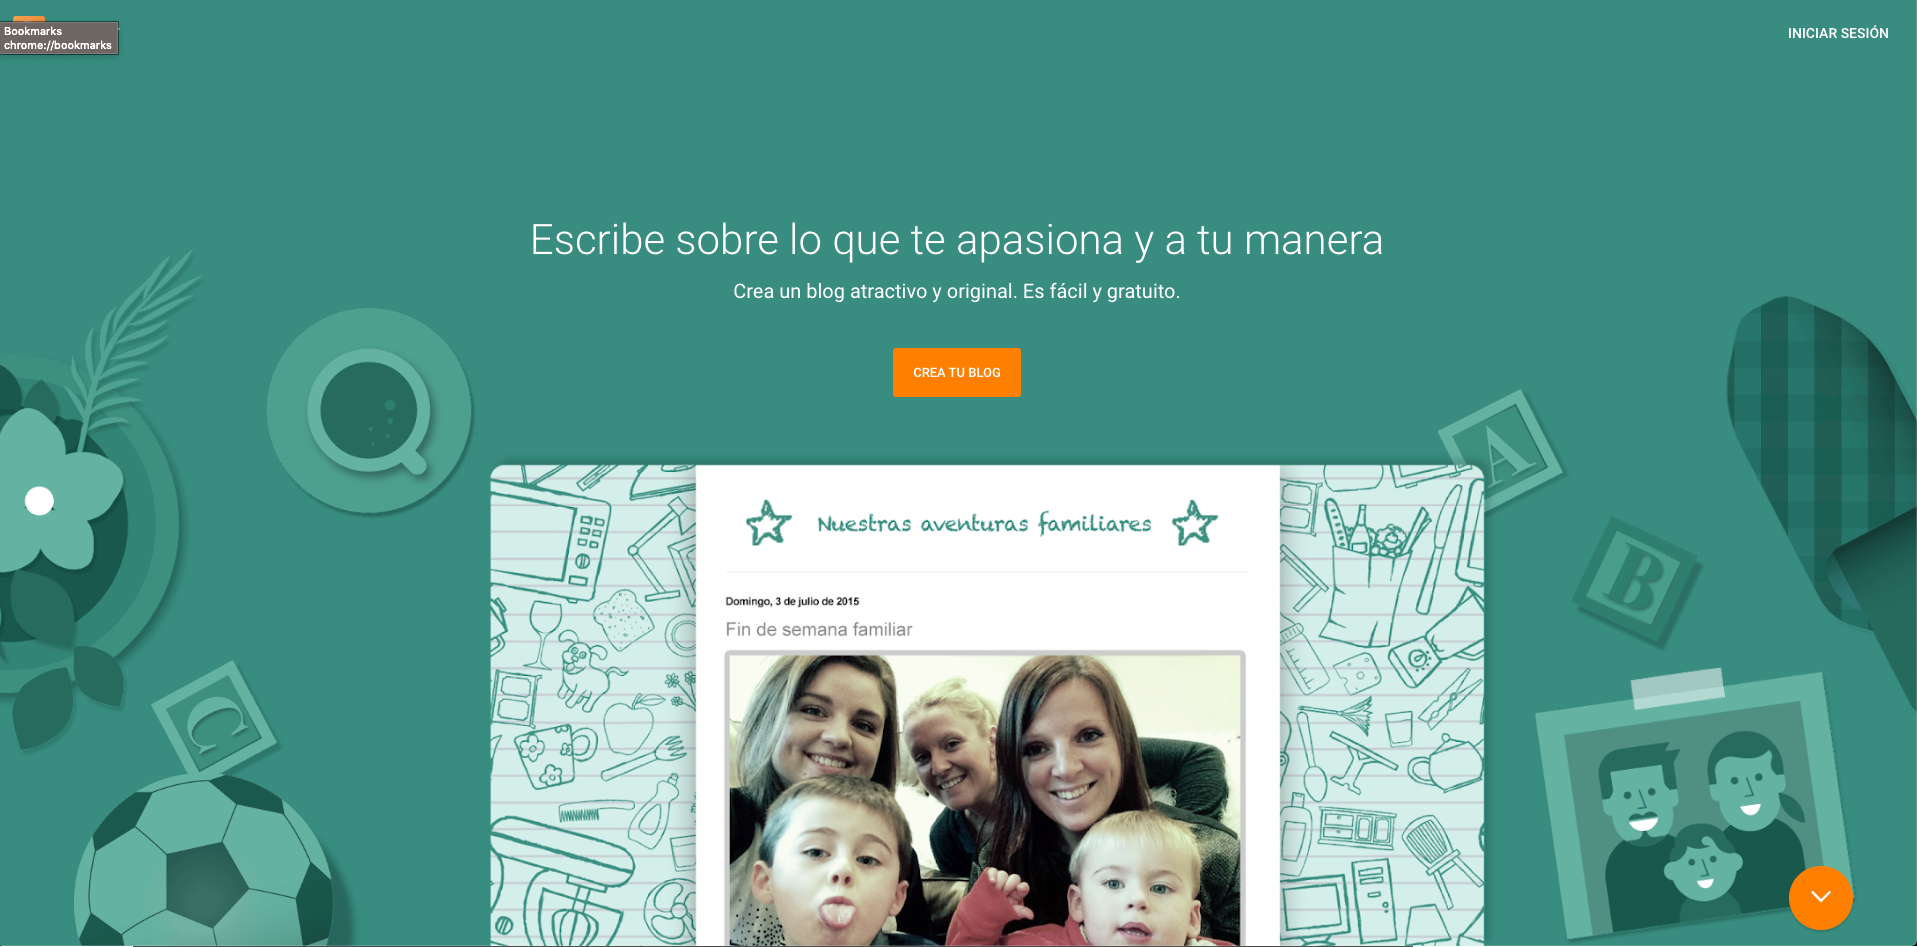 Bookmarks
chrome://bookmarks
INICIAR SESIÓN
Escribe sobre lo que te apasiona y a tu manera
Crea un blog atractivo y original. Es fácil y gratuito.
CREA TU BLOG
Nuestras aventuras familiares
Domingo, 3 de julio de 2015
Fin de semana familiar
A
B
C